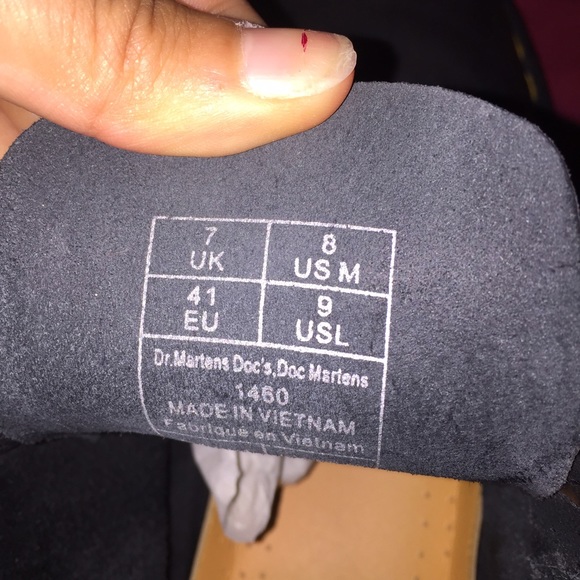 7 UK
8 US M
41 EU
9 USL
Dr.Martens Doc's,Doc Martens
1460
MADE IN VIETNAM
Fabriqué en Vietnam